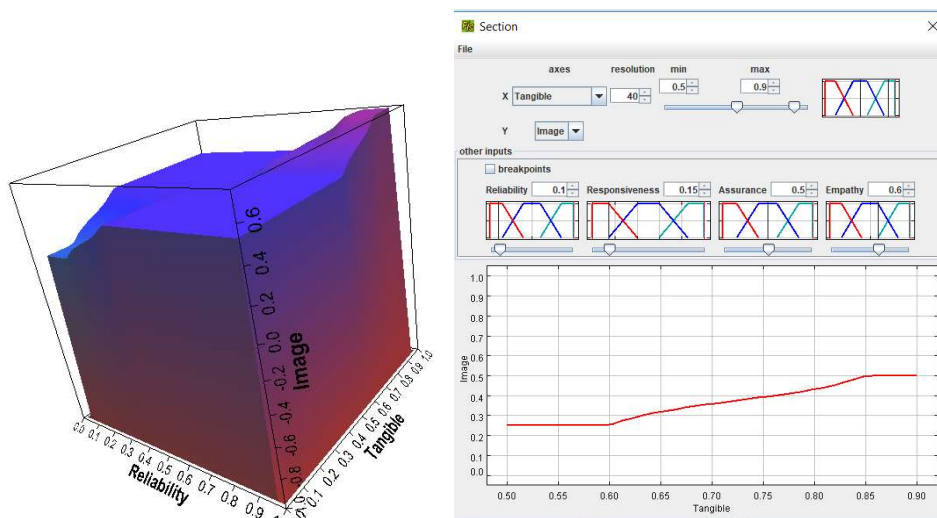 Section
File
axes resolution min max
X Tangible 40 0.5 0.9
Y Image
other inputs
breakpoints
Reliability 0.1 Responsiveness 0.15 Assurance 0.5 Empathy 0.6
1.0
0.9
0.8
0.7
0.6
0.5
0.4
0.3
0.2
0.1
0.0
Image
0.50 0.55 0.60 0.65 0.70 0.75 0.80 0.85 0.90
Tangible
0.6
0.4
0.2
0.0
-0.2
-0.4
-0.6
-0.8
Image
0.0 0.1 0.2 0.3 0.4 0.5 0.6 0.7 0.8 0.9
Reliability
0.1 0.2 0.3 0.4 0.5 0.6 0.7 0.8 0.9 1.0
Tangible